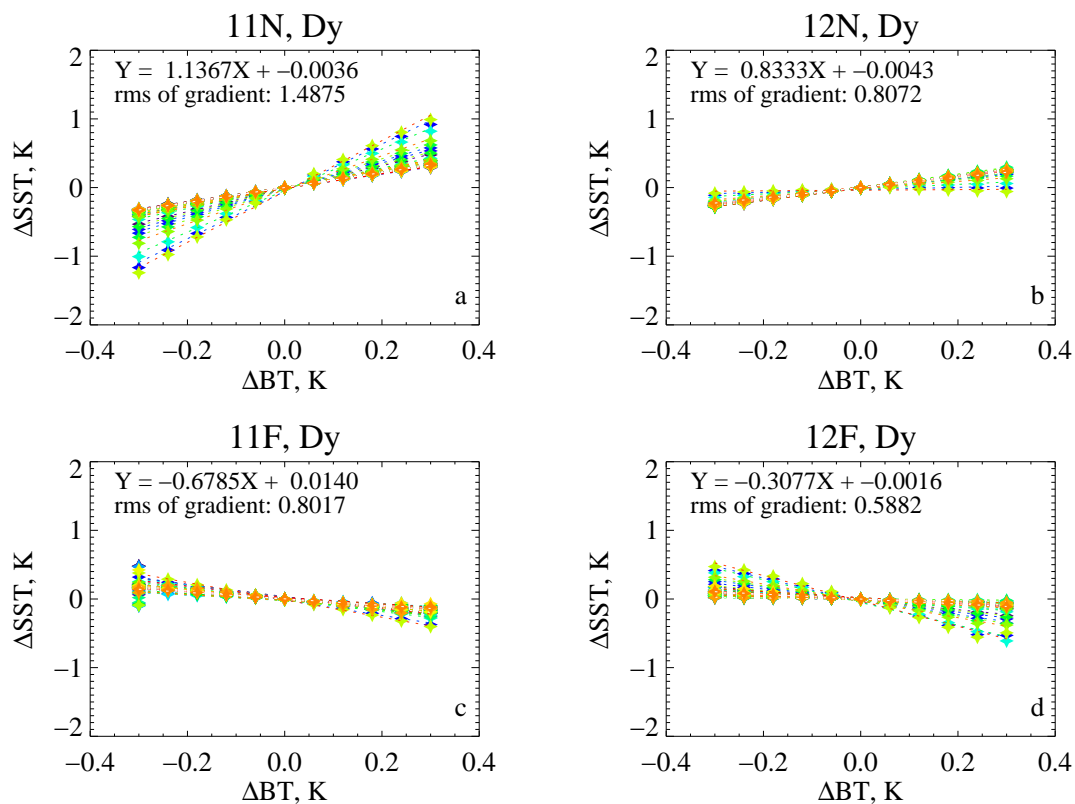 11N, Dy
Y = 1.1367X + −0.0036
rms of gradient: 1.4875
2
1
0
−1
−2
ΔSST, K
a
−0.4
−0.2
0.0
0.2
0.4
ΔBT, K
12N, Dy
Y = 0.8333X + −0.0043
rms of gradient: 0.8072
2
1
0
−1
−2
ΔSST, K
b
−0.4
−0.2
0.0
0.2
0.4
ΔBT, K
11F, Dy
Y = −0.6785X + 0.0140
rms of gradient: 0.8017
2
1
0
−1
−2
ΔSST, K
c
−0.4
−0.2
0.0
0.2
0.4
ΔBT, K
12F, Dy
Y = −0.3077X + −0.0016
rms of gradient: 0.5882
2
1
0
−1
−2
ΔSST, K
d
−0.4
−0.2
0.0
0.2
0.4
ΔBT, K